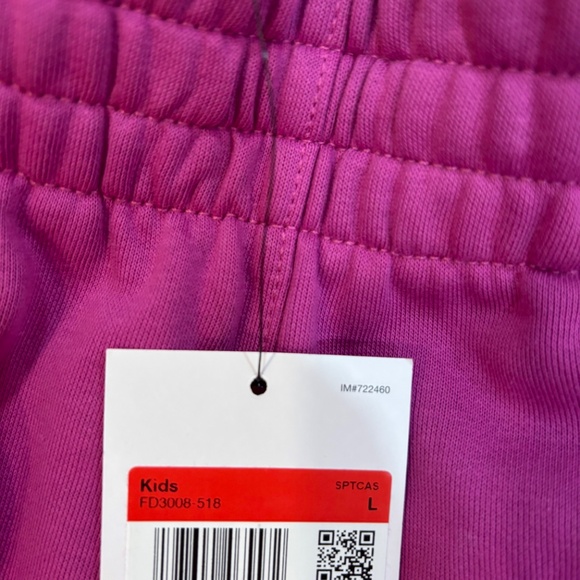 IM#722460
Kids SPTCAS
FD3008-518 L